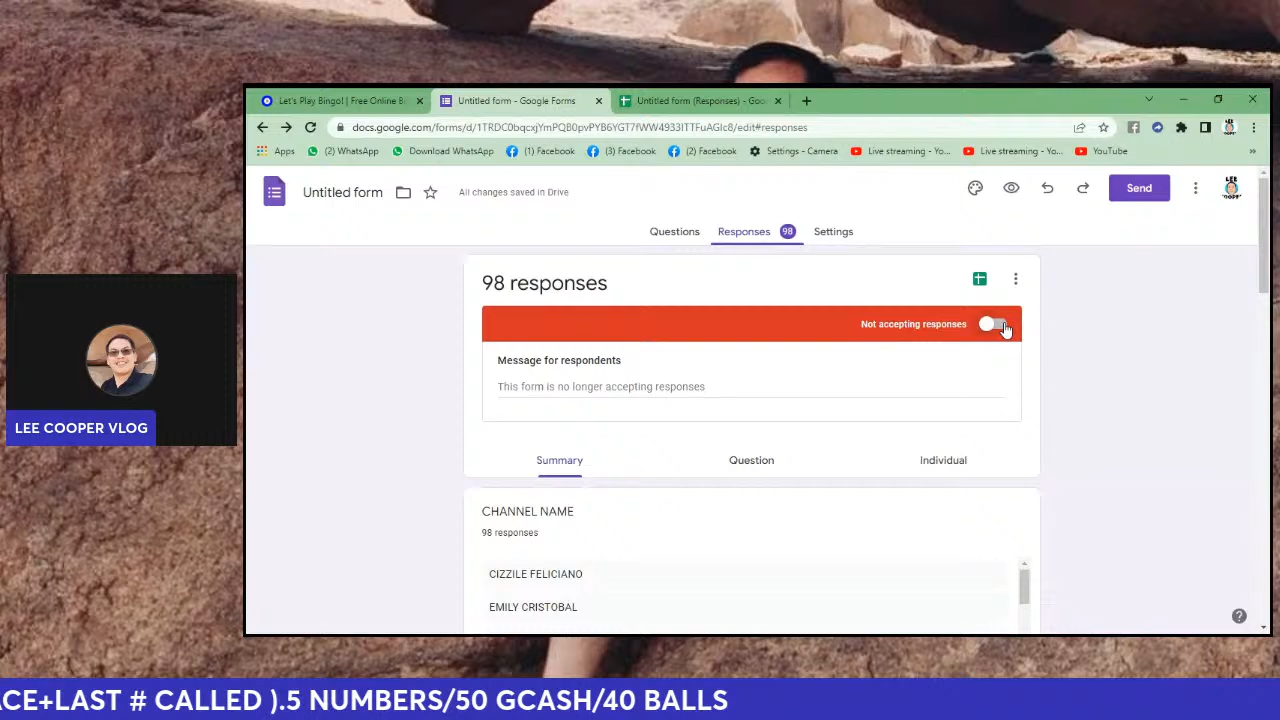 Let's Play Bingo! | Free Online B
Untitled form - Google Forms
Untitled form (Responses) - Goo
docs.google.com/forms/d/1TRDC0bqcxjYmPQB0pvPYB6YGT7fWW4933ITTFuAGIc8/edit#responses
Apps
(2) WhatsApp
Download WhatsApp
(1) Facebook
(3) Facebook
(2) Facebook
Settings - Camera
Live streaming - Yo...
Live streaming - Yo...
YouTube
Untitled form
All changes saved in Drive
Send
Questions
Responses 98
Settings
98 responses
Not accepting responses
Message for respondents
This form is no longer accepting responses
Summary
Question
Individual
CHANNEL NAME
98 responses
CIZZILE FELICIANO
EMILY CRISTOBAL
LEE COOPER VLOG
ACE+LAST # CALLED ).5 NUMBERS/50 GCASH/40 BALLS